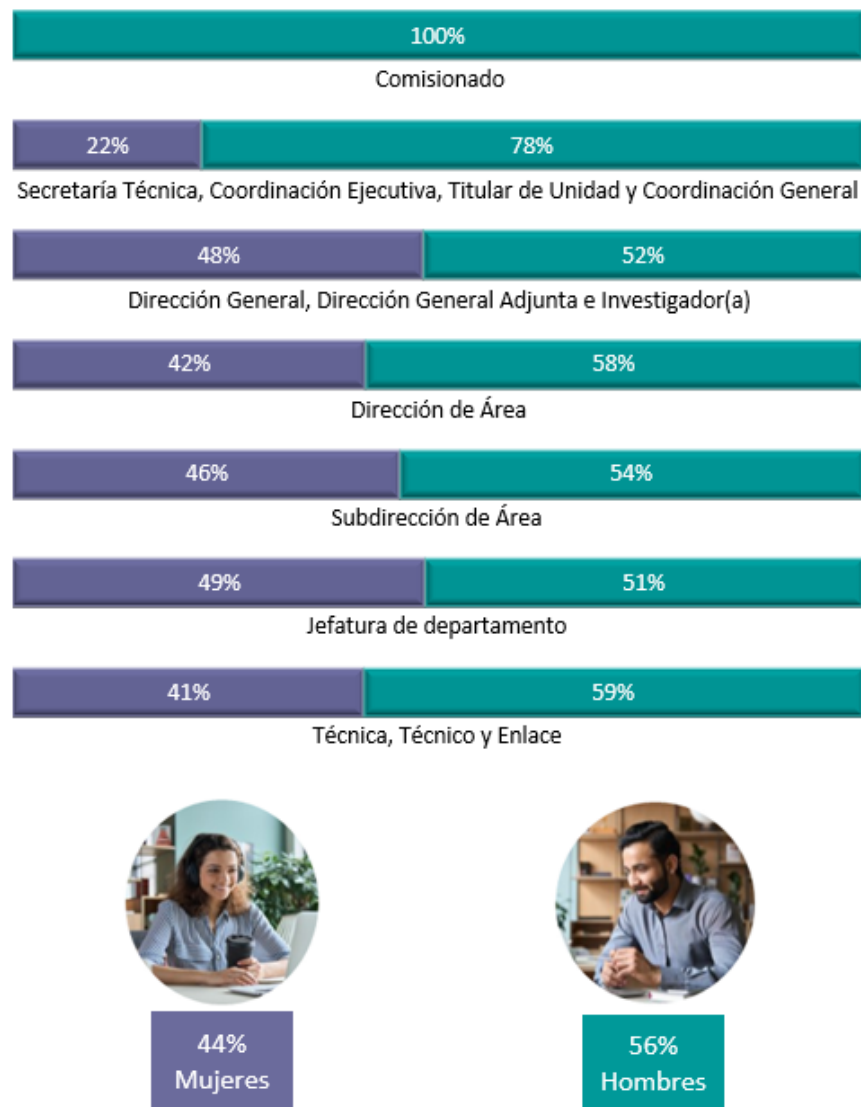 100%
Comisionado
22% 78%
Secretaría Técnica, Coordinación Ejecutiva, Titular de Unidad y Coordinación General
48% 52%
Dirección General, Dirección General Adjunta e Investigador(a)
42% 58%
Dirección de Área
46% 54%
Subdirección de Área
49% 51%
Jefatura de departamento
41% 59%
Técnica, Técnico y Enlace
44%
Mujeres
56%
Hombres